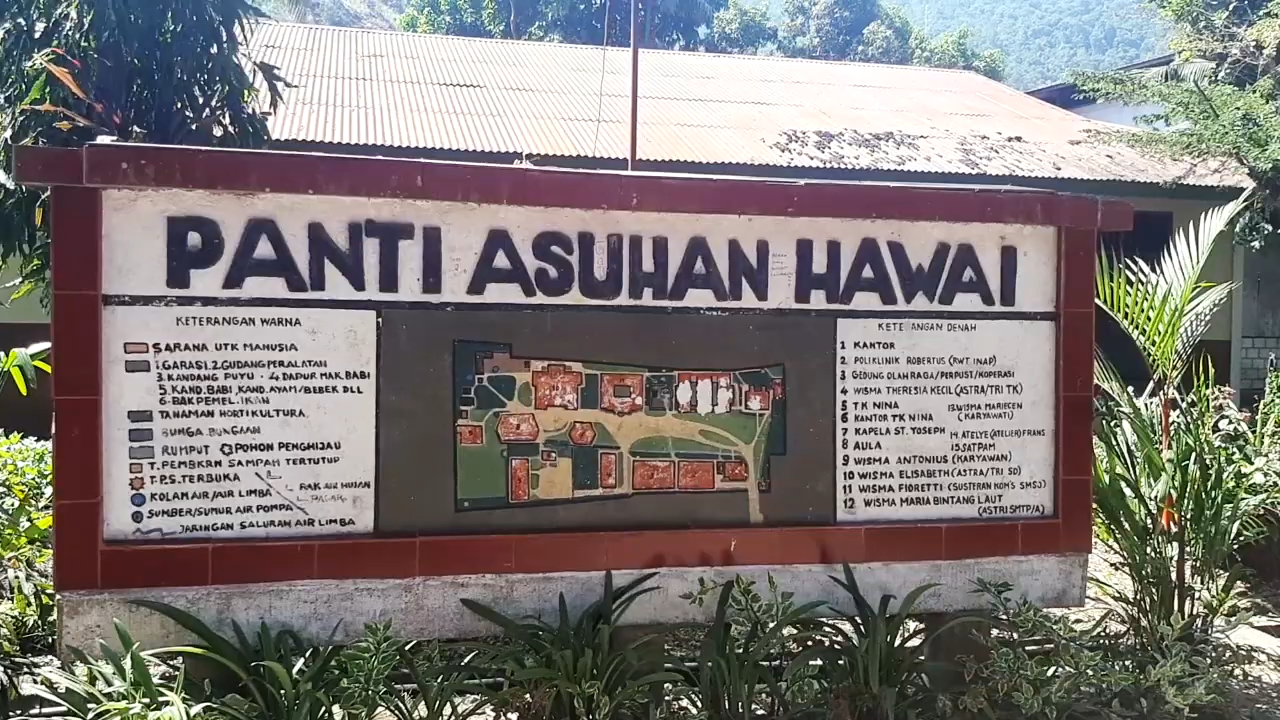 PANTI ASUHAN HAWAI
KETERANGAN WARNA
SARANA UTK MANUSIA
1. GARASI. 2. GUDANG PERALATAN
3. KANDANG PUYU - 4. DAPUR MAK. BABI
5. KAND. BABI, KAND. AYAM/BEBEK DLL
6- BAK PEMEL. IKAN
TANAMAN HORTIKULTURA
BUNGA. BUNGAAN
RUMPUT POHON PENGHIJAU
T. PEMBKRN SAMPAH TERTUTUP
T.P.S. TERBUKA
KOLAM AIR/AIR LIMBA
BAK AIR HUJAN
SUMBER/SUMUR AIR POMPA
JARINGAN SALURAH AIR LIMBA
KETE ANGAN DENAH
1 KANTOR
2 POLIKLINIK ROBERTUS (RWT. INAP)
3 GEDUNG OLAH RAGA/PERPUST/KOPERASI
4 WISMA THERESIA KECIL (ASTRA/TRI TK)
5 TK NINA
13. WISMA MARIECEN
(KARYAWATI)
6 KANTOR TK NINA
7 KAPELA ST. YOSEPH
14. ATELYE (ATELIER) FRANS
8 AULA
15. SATPAM
9 WISMA ANTONIUS (KARYAWAN)
10 WISMA ELISABETH (ASTRA/TRI SD)
11 WISMA FIORETTI (SUSTERAN KOM'S SMSJ)
12 WISMA MARIA BINTANG LAUT
(ASTRI SMTP/A)